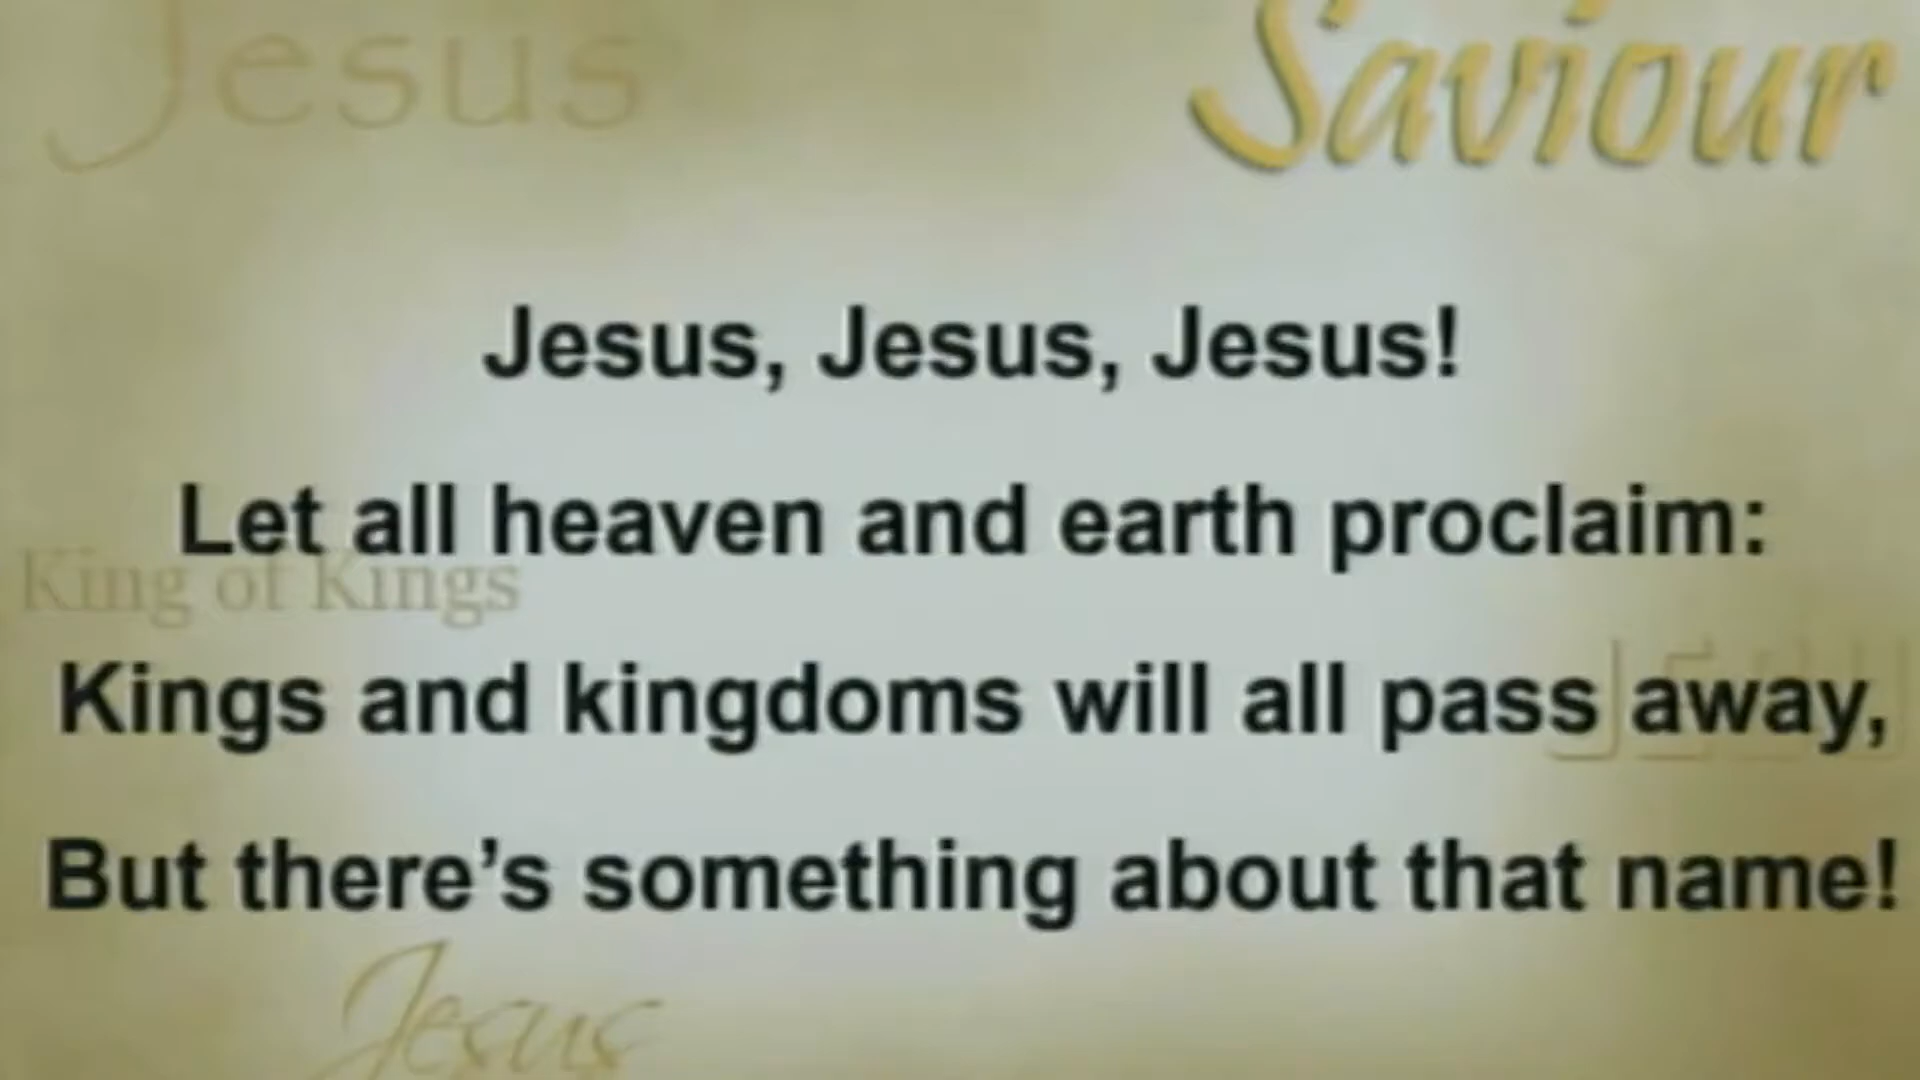 Jesus
Saviour
Jesus, Jesus, Jesus!
Let all heaven and earth proclaim:
King of Kings
Kings and kingdoms will all pass away,
But there’s something about that name!
Jesus